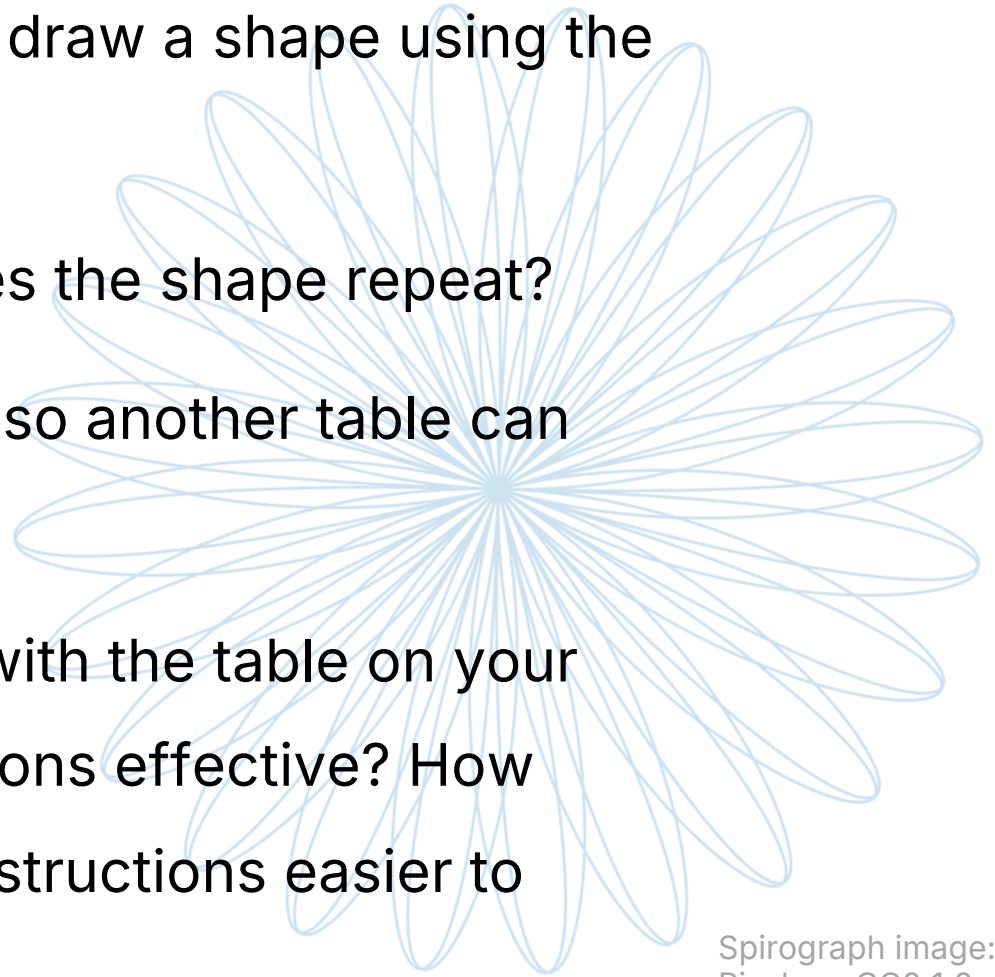 draw a shape using the
es the shape repeat?
so another table can
with the table on your
ons effective? How
structions easier to
Spirograph image: